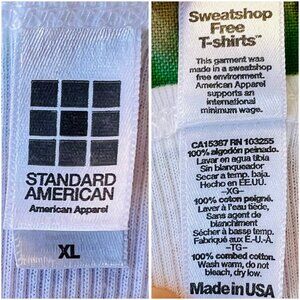 STANDARD
AMERICAN
American Apparel
XL
Sweatshop
Free
T-shirts™
This garment was
made in a sweatshop
free environment.
American Apparel
supports an
international
minimum wage.
CA15387 RN 103255
100% algodón peinado.
Lavar en agua tibia
Sin blanqueador
Secar a temp. baja.
Hecho en EE.UU.
-XG-
100% coton peigné.
Lavar à l'eau tiède,
Sans agent de
blanchiment
Sécher à basse temp.
Fabriqué aux E.-U.A.
-TG-
100% combed cotton.
Wash warm, do not
bleach, dry low.
Made in USA